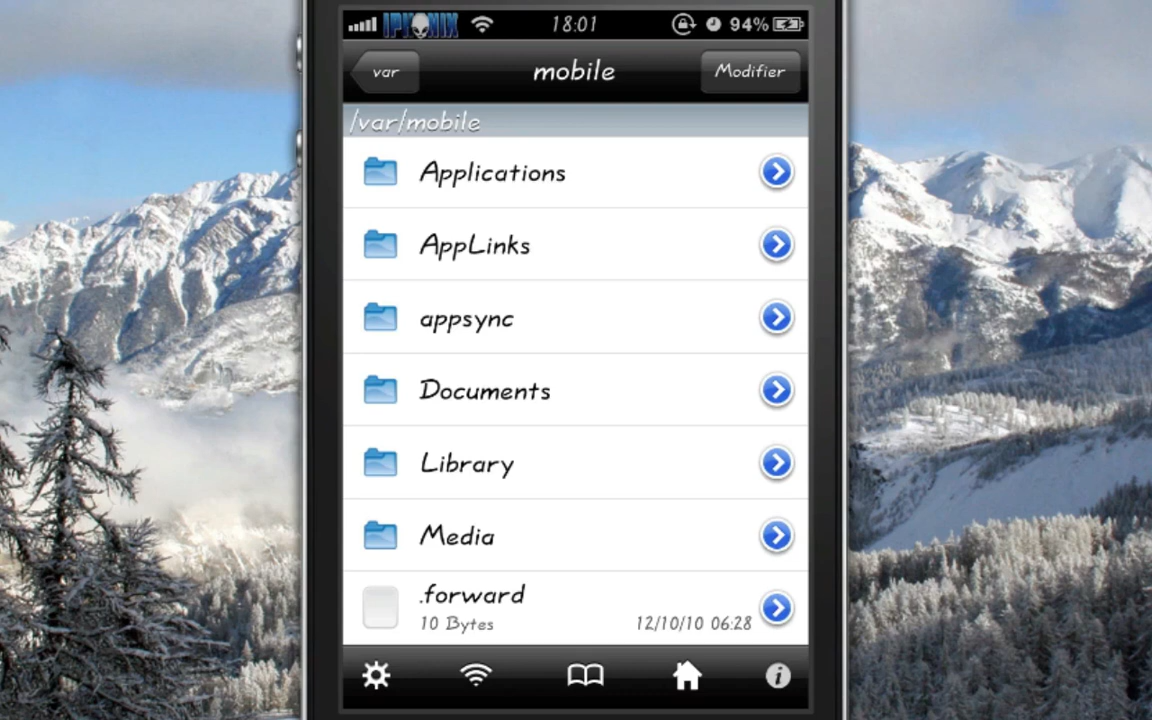 IPHONIX 18:01 94%
var mobile Modifier
/var/mobile
Applications
AppLinks
appsync
Documents
Library
Media
.forward
10 Bytes 12/10/10 06:28